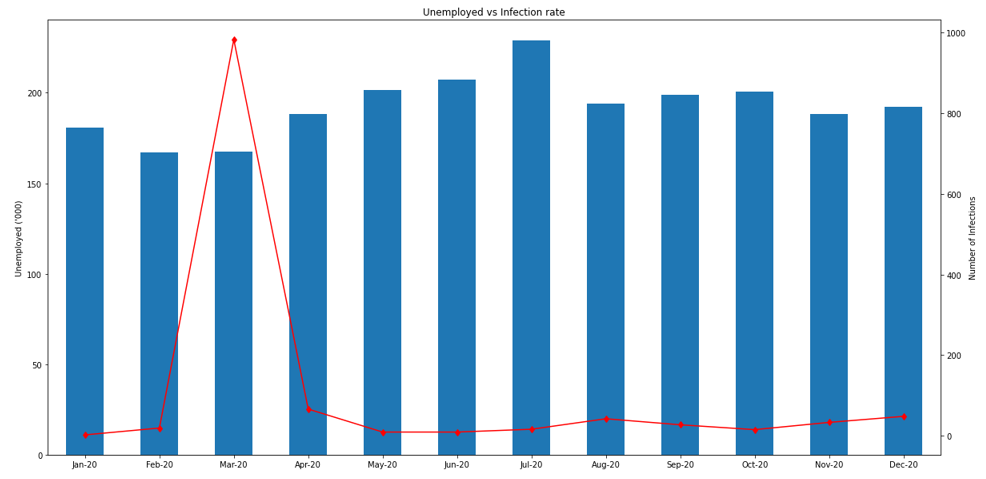 Unemployed vs Infection rate
Unemployed ('000)
200
150
100
50
0
1000
800
600
400
200
0
Number of infections
Jan-20 Feb-20 Mar-20 Apr-20 May-20 Jun-20 Jul-20 Aug-20 Sep-20 Oct-20 Nov-20 Dec-20